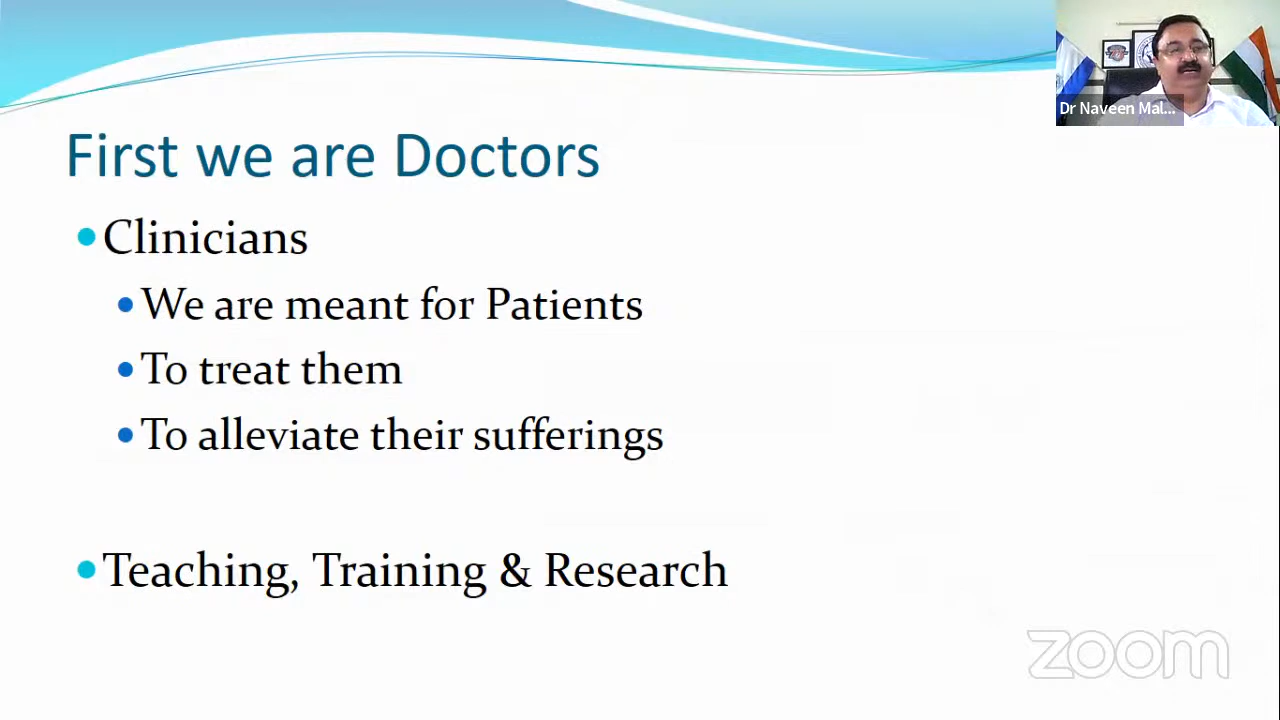 Dr Naveen Mal...
First we are Doctors
Clinicians
We are meant for Patients
To treat them
To alleviate their sufferings
Teaching, Training & Research
zoom